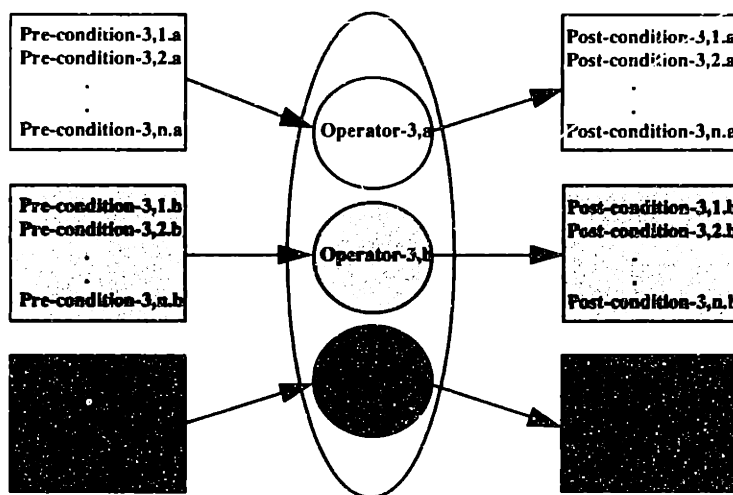 Pre-condition-3,1.a
Pre-condition-3,2.a
.
.
Pre-condition-3,n.a
Operator-3,a
Post-condition-3,1.a
Post-condition-3,2.a
.
.
Post-condition-3,n.a
Pre-condition-3,1.b
Pre-condition-3,2.b
.
.
Pre-condition-3,n.b
Operator-3,b
Post-condition-3,1.b
Post-condition-3,2.b
.
.
Post-condition-3,n.b